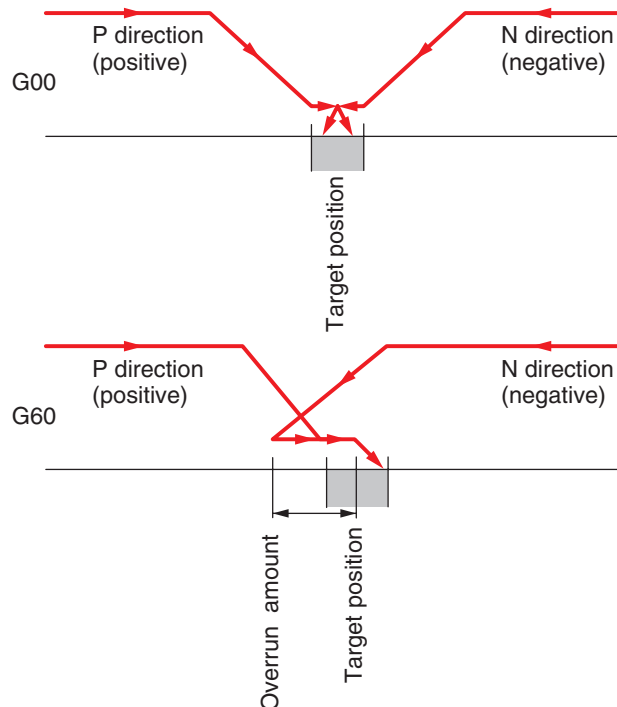 P direction
(positive)
N direction
(negative)
G00
Target position
P direction
(positive)
N direction
(negative)
G60
Overrun amount
Target position